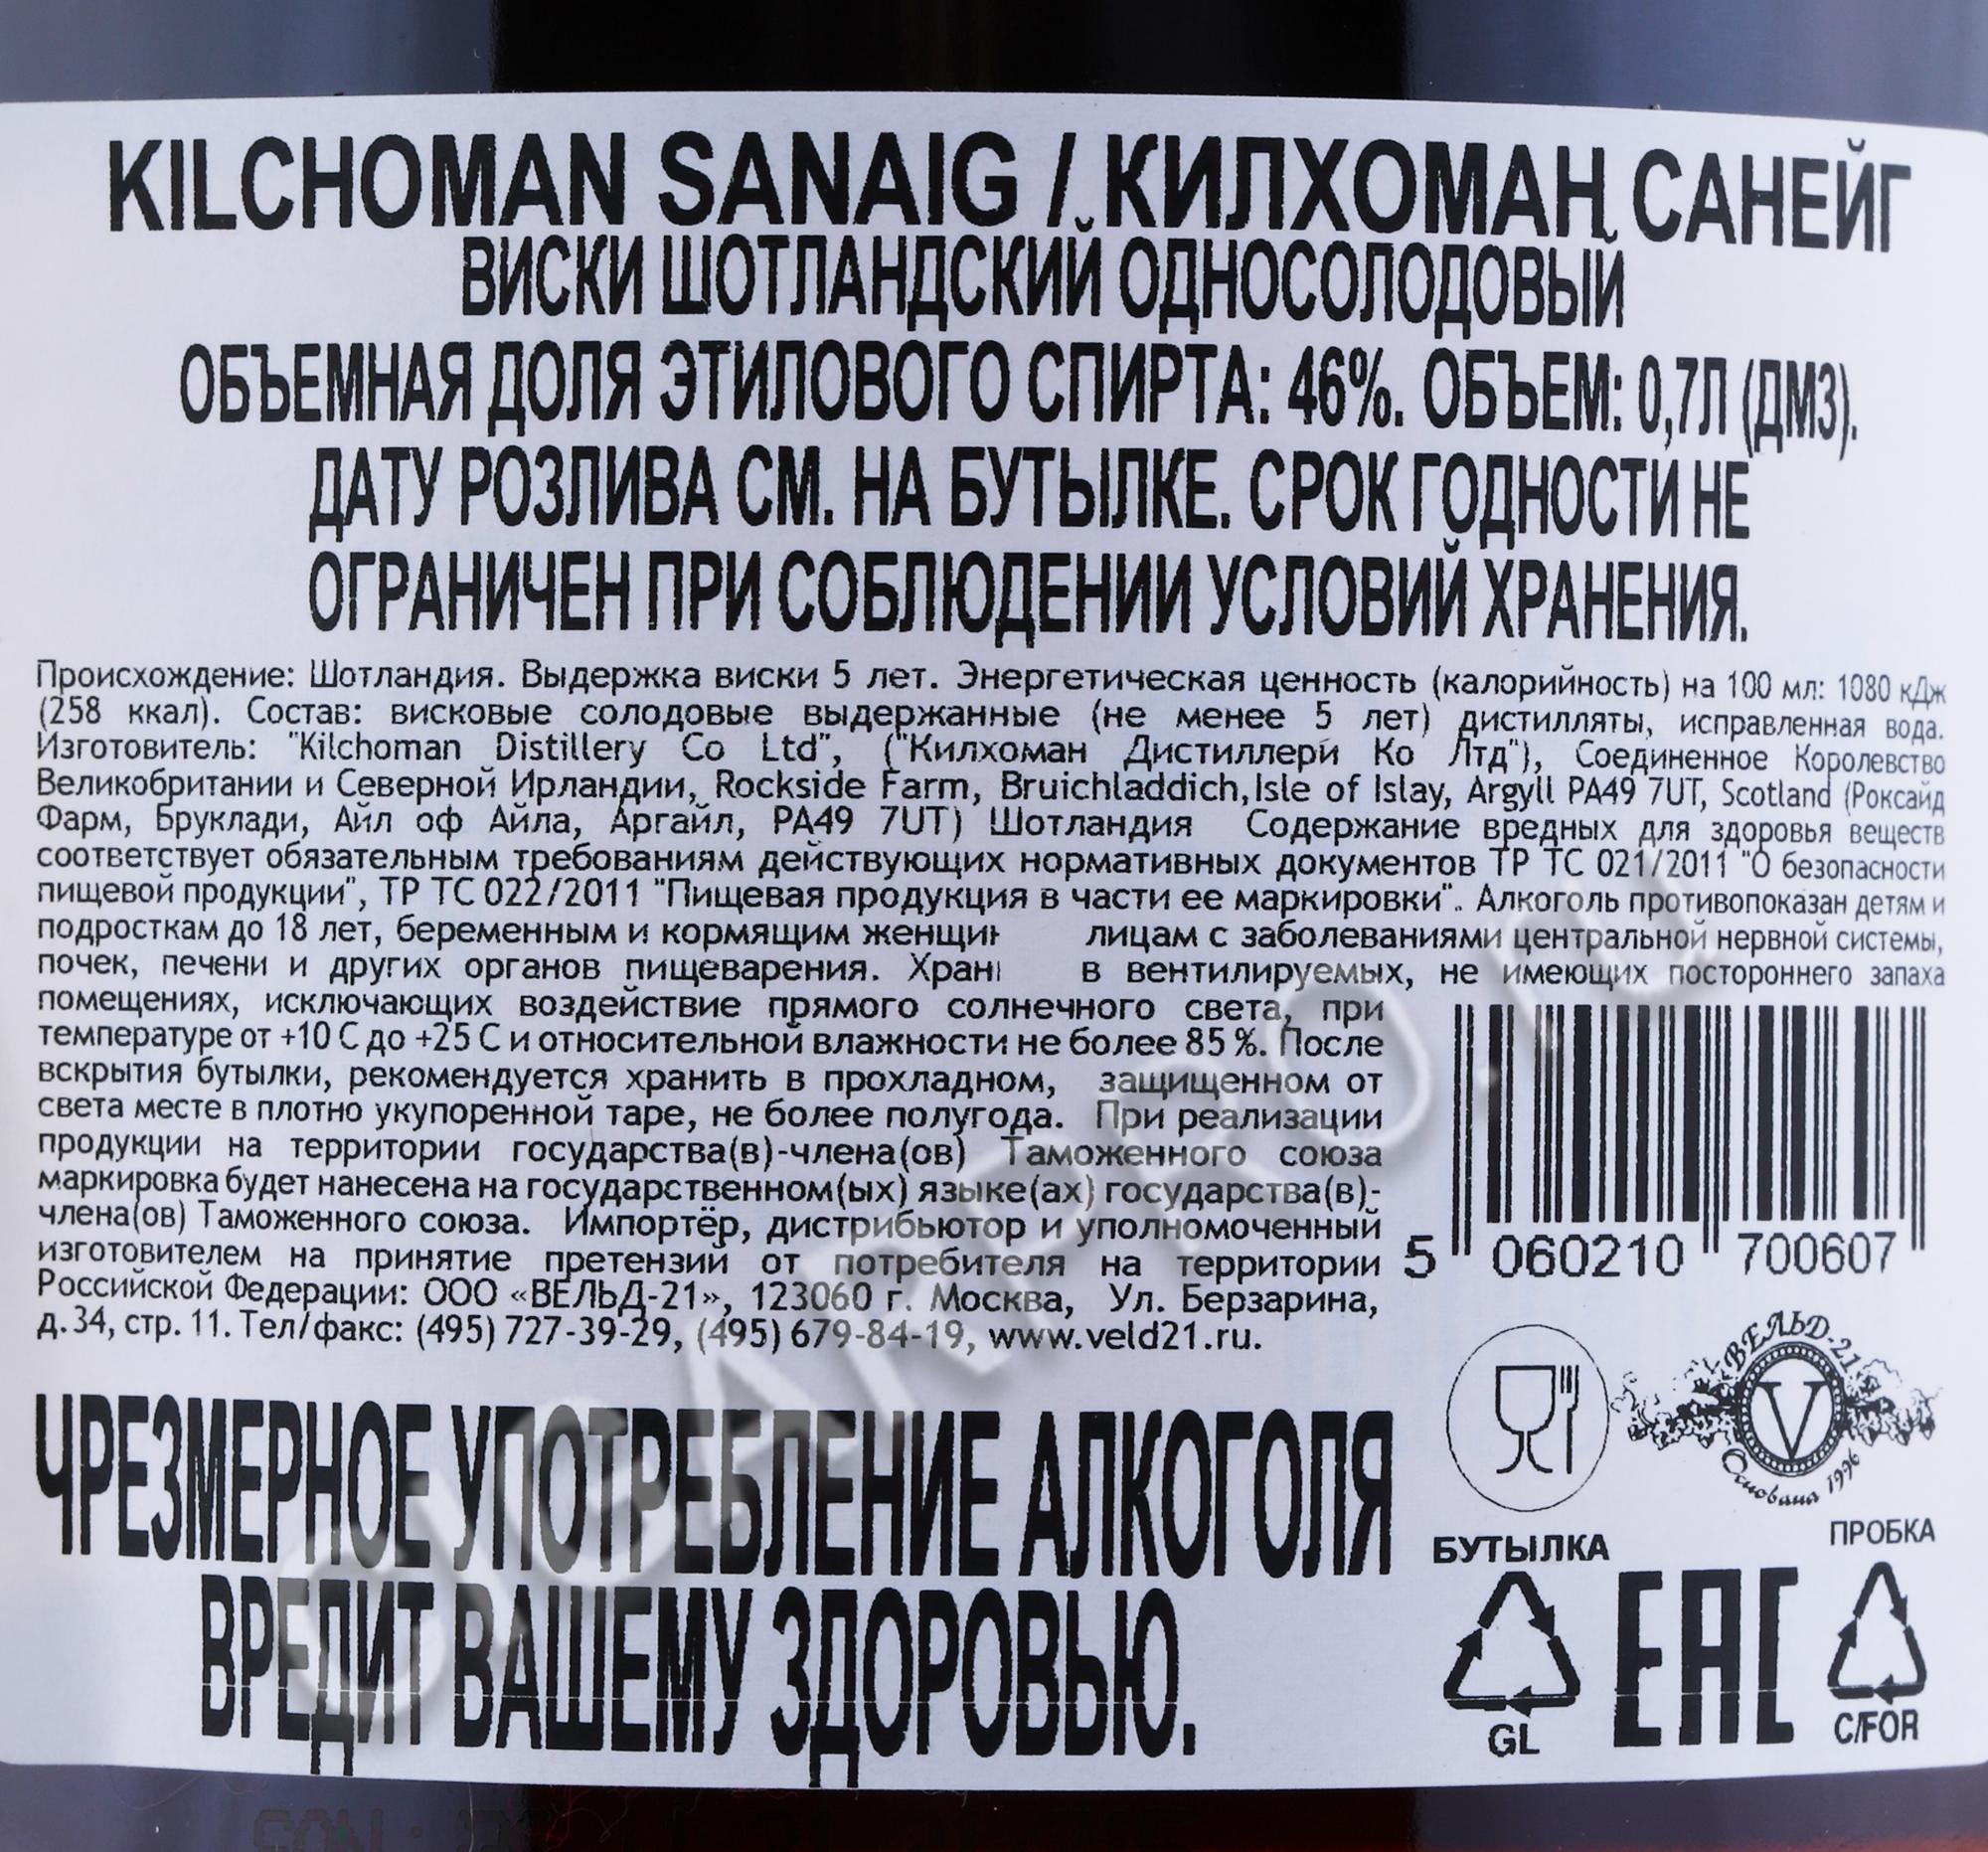 KILCHOMAN SANAIG / КИЛХОМАН САНЕЙГ
ВИСКИ ШОТЛАНДСКИЙ ОДНОСОЛОДОВЫЙ
ОБЪЕМНАЯ ДОЛЯ ЭТИЛОВОГО СПИРТА: 46%. ОБЪЕМ: 0,7Л (ДМ3).
ДАТУ РОЗЛИВА СМ. НА БУТЫЛКЕ. СРОК ГОДНОСТИ НЕ
ОГРАНИЧЕН ПРИ СОБЛЮДЕНИИ УСЛОВИЙ ХРАНЕНИЯ.
Происхождение: Шотландия. Выдержка виски 5 лет. Энергетическая ценность (калорийность) на 100 мл: 1080 кДж
(258 ккал). Состав: висковые солодовые выдержанные (не менее 5 лет) дистилляты, исправленная вода.
Изготовитель: "Kilchoman Distillery Co Ltd", ("Килхоман Дистиллери Ко Лтд"), Соединенное Королевство
Великобритании и Северной Ирландии, Rockside Farm, Bruichladdich, Isle of Islay, Argyll PA49 7UT, Scotland (Роксайд
Фарм, Бруклади, Айл оф Айла, Аргайл, PA49 7UT) Шотландия Содержание вредных для здоровья веществ
соответствует обязательным требованиям действующих нормативных документов ТР ТС 021/2011 "О безопасности
пищевой продукции", ТР ТС 022/2011 "Пищевая продукция в части ее маркировки". Алкоголь противопоказан детям и
подросткам до 18 лет, беременным и кормящим лицам с заболеваниями центральной нервной системы,
почек, печени и других органов пищеварения. в вентилируемых, не имеющих постороннего запаха
помещениях, исключающих воздействие прямого солнечного света, при
температуре от +10 С до +25 С и относительной влажности не более 85 %. После
вскрытия бутылки, рекомендуется хранить в прохладном, защищенном от
света месте в плотно укупоренной таре, не более полугода. При реализации
продукции на территории государства(в)-члена(ов) Таможенного союза
маркировка будет нанесена на государственном(ых) языке(ах) государства(в)-
члена(ов) Таможенного союза. Импортёр, дистрибьютор и уполномоченный
изготовителем на принятие претензий от потребителя на территории
Российской Федерации: ООО «ВЕЛЬД-21», 123060 г. Москва, Ул. Берзарина,
д.34, стр. 11. Тел/факс: (495) 727-39-29, (495) 679-84-19, www.veld21.ru.
5 060210 700607
ВЕЛЬД-21
V
Основана 1996
ЧРЕЗМЕРНОЕ УПОТРЕБЛЕНИЕ АЛКОГОЛЯ
ВРЕДИТ ВАШЕМУ ЗДОРОВЬЮ.
БУТЫЛКА
GL
EAC
ПРОБКА
C/FOR
CIGARPRO.ru